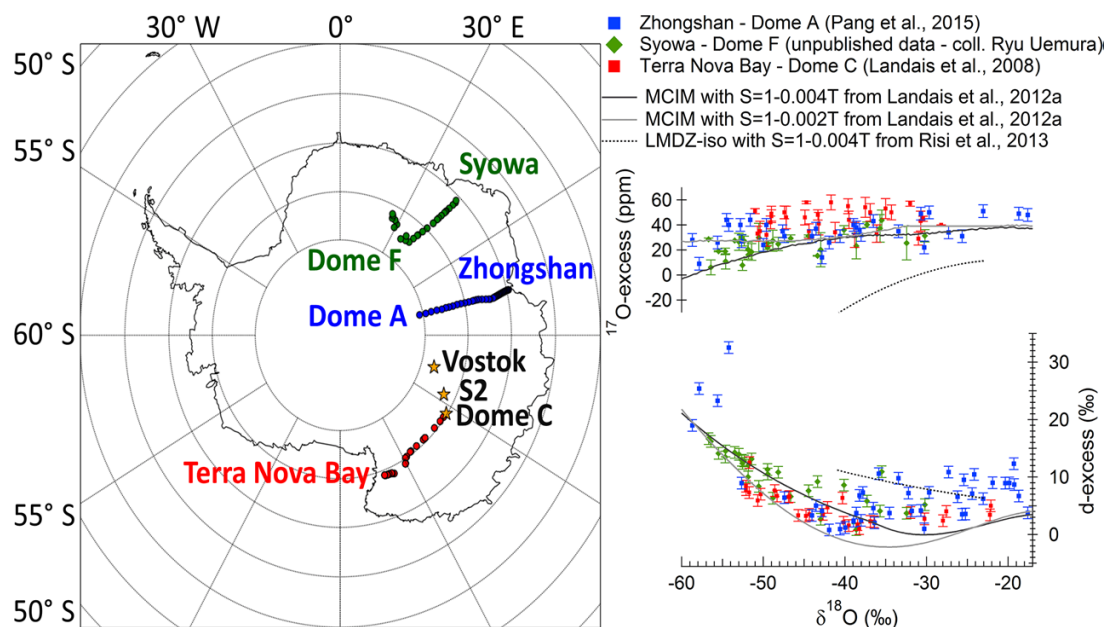 30° W
0°
30° E
50° S
55° S
60° S
55° S
50° S
Syowa
Dome F
Zhongshan
Dome A
Vostok
S2
Dome C
Terra Nova Bay
Zhongshan - Dome A (Pang et al., 2015)
Syowa - Dome F (unpublished data - coll. Ryu Uemura)
Terra Nova Bay - Dome C (Landais et al., 2008)
MCIM with S=1-0.004T from Landais et al., 2012a
MCIM with S=1-0.002T from Landais et al., 2012a
LMDZ-iso with S=1-0.004T from Risi et al., 2013
60
40
20
0
-20
17O-excess (ppm)
30
20
10
0
d-excess (‰)
-60
-50
-40
-30
-20
δ18O (‰)